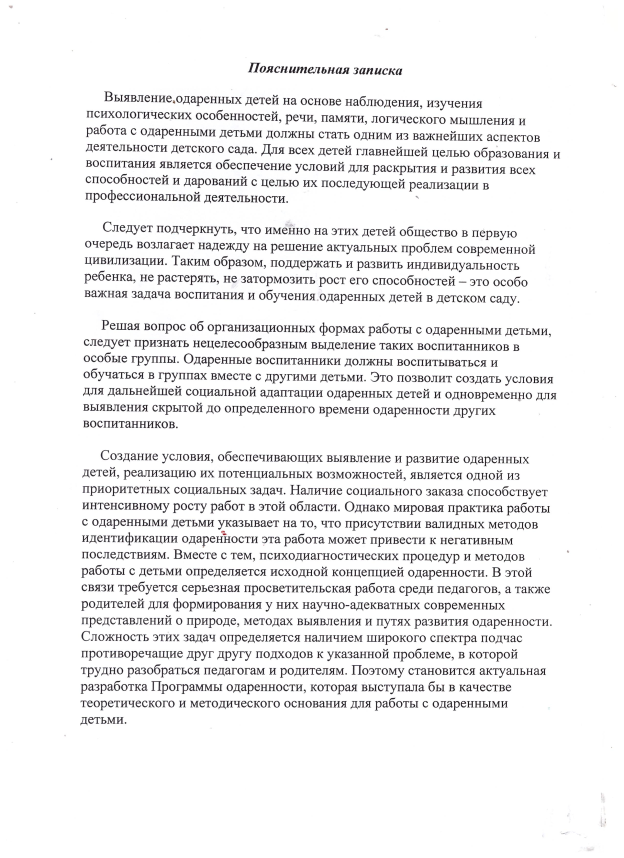 Пояснительная записка
Выявление одаренных детей на основе наблюдения, изучения
психологических особенностей, речи, памяти, логического мышления и
работа с одаренными детьми должны стать одним из важнейших аспектов
деятельности детского сада. Для всех детей главнейшей целью образования и
воспитания является обеспечение условий для раскрытия и развития всех
способностей и дарований с целью их последующей реализации в
профессиональной деятельности.
Следует подчеркнуть, что именно на этих детей общество в первую
очередь возлагает надежду на решение актуальных проблем современной
цивилизации. Таким образом, поддержать и развить индивидуальность
ребенка, не растерять, не затормозить рост его способностей – это особо
важная задача воспитания и обучения одаренных детей в детском саду.
Решая вопрос об организационных формах работы с одаренными детьми,
следует признать нецелесообразным выделение таких воспитанников в
особые группы. Одаренные воспитанники должны воспитываться и
обучаться в группах вместе с другими детьми. Это позволит создать условия
для дальнейшей социальной адаптации одаренных детей и одновременно для
выявления скрытой до определенного времени одаренности других
воспитанников.
Создание условия, обеспечивающих выявление и развитие одаренных
детей, реализацию их потенциальных возможностей, является одной из
приоритетных социальных задач. Наличие социального заказа способствует
интенсивному росту работ в этой области. Однако мировая практика работы
с одаренными детьми указывает на то, что присутствии валидных методов
идентификации одаренности эта работа может привести к негативным
последствиям. Вместе с тем, психодиагностических процедур и методов
работы с детьми определяется исходной концепцией одаренности. В этой
связи требуется серьезная просветительская работа среди педагогов, а также
родителей для формирования у них научно-адекватных современных
представлений о природе, методах выявления и путях развития одаренности.
Сложность этих задач определяется наличием широкого спектра подчас
противоречащие друг другу подходов к указанной проблеме, в которой
трудно разобраться педагогам и родителям. Поэтому становится актуальная
разработка Программы одаренности, которая выступала бы в качестве
теоретического и методического основания для работы с одаренными
детьми.